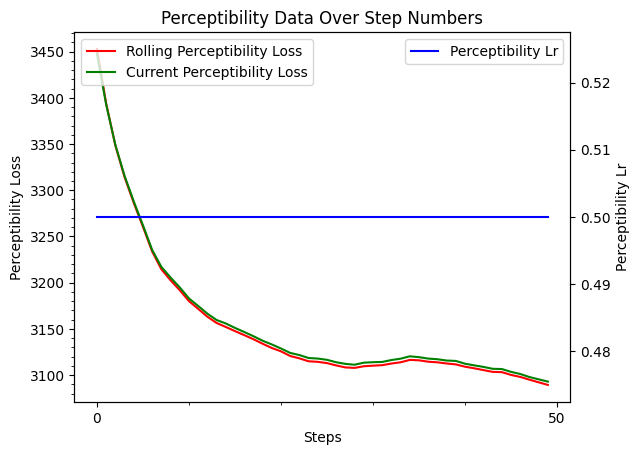 Perceptibility Data Over Step Numbers
Rolling Perceptibility Loss
Current Perceptibility Loss
Perceptibility Lr
3450
3400
3350
3300
3250
3200
3150
3100
Perceptibility Loss
0.52
0.51
0.50
0.49
0.48
Perceptibility Lr
0
50
Steps